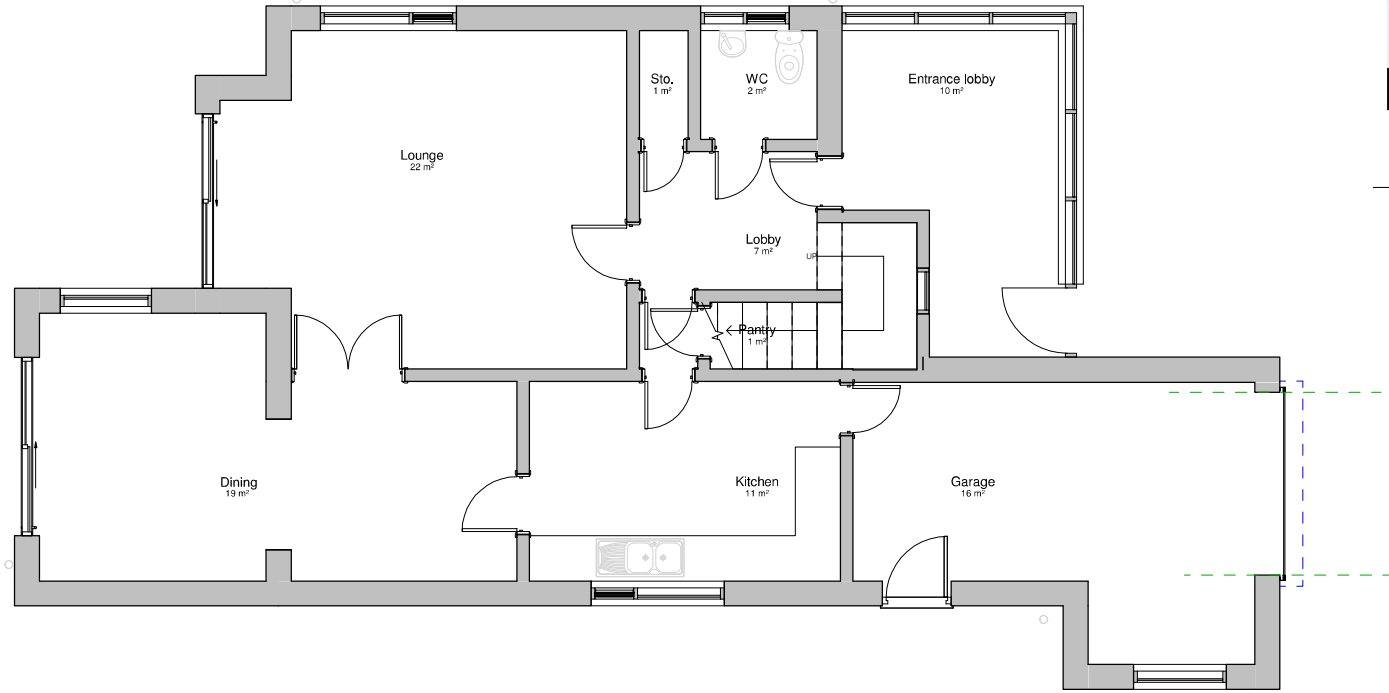 Sto.
1 m²
WC
2 m²
Entrance lobby
10 m²
Lounge
22 m²
Lobby
7 m²
UP
Pantry
1 m²
Dining
19 m²
Kitchen
11 m²
Garage
16 m²